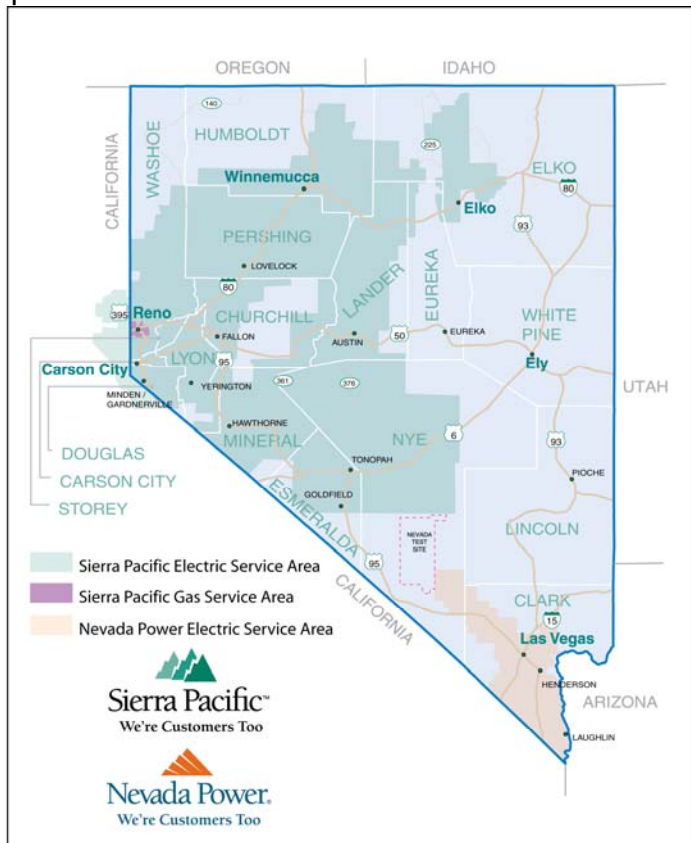 OREGON
IDAHO
CALIFORNIA
WASHOE
140
HUMBOLDT
225
ELKO
80
Winnemucca
Elko
93
PERSHING
LOVELOCK
80
LANDER
EUREKA
395
Reno
CHURCHILL
FALLON
AUSTIN
50
EUREKA
WHITE
PINE
Ely
Carson City
LYON
95
YERINGTON
361
376
MINDEN /
GARDNERVILLE
HAWTHORNE
MINERAL
NYE
6
UTAH
93
DOUGLAS
CARSON CITY
STOREY
TONOPAH
GOLDFIELD
PIOCHE
ESMERALDA
NEVADA
TEST
SITE
LINCOLN
95
CALIFORNIA
CLARK
15
Las Vegas
HENDERSON
ARIZONA
LAUGHLIN
Sierra Pacific Electric Service Area
Sierra Pacific Gas Service Area
Nevada Power Electric Service Area
Sierra Pacific™
We're Customers Too
Nevada Power®
We're Customers Too